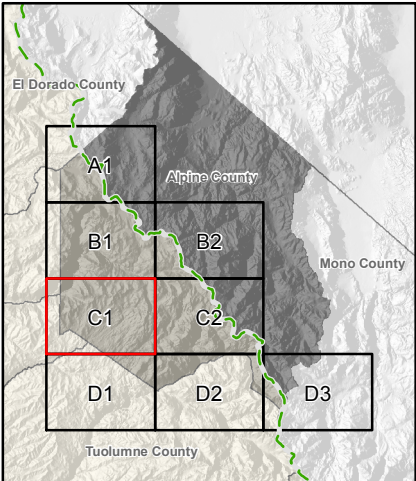 El Dorado County
A1
Alpine County
B1
B2
Mono County
C1
C2
D1
D2
D3
Tuolumne County